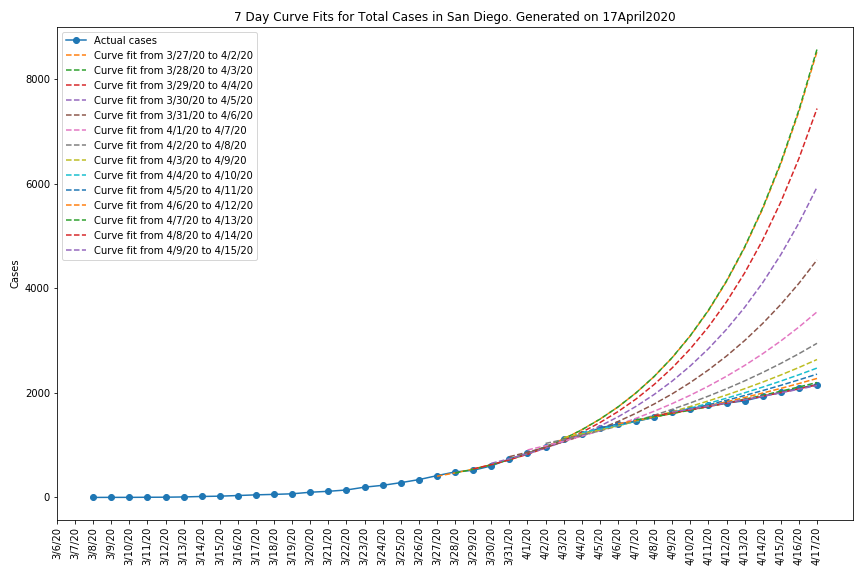 7 Day Curve Fits for Total Cases in San Diego. Generated on 17April2020
Actual cases
Curve fit from 3/27/20 to 4/2/20
Curve fit from 3/28/20 to 4/3/20
Curve fit from 3/29/20 to 4/4/20
Curve fit from 3/30/20 to 4/5/20
Curve fit from 3/31/20 to 4/6/20
Curve fit from 4/1/20 to 4/7/20
Curve fit from 4/2/20 to 4/8/20
Curve fit from 4/3/20 to 4/9/20
Curve fit from 4/4/20 to 4/10/20
Curve fit from 4/5/20 to 4/11/20
Curve fit from 4/6/20 to 4/12/20
Curve fit from 4/7/20 to 4/13/20
Curve fit from 4/8/20 to 4/14/20
Curve fit from 4/9/20 to 4/15/20
Cases
8000
6000
4000
2000
0
3/6/20
3/7/20
3/8/20
3/9/20
3/10/20
3/11/20
3/12/20
3/13/20
3/14/20
3/15/20
3/16/20
3/17/20
3/18/20
3/19/20
3/20/20
3/21/20
3/22/20
3/23/20
3/24/20
3/25/20
3/26/20
3/27/20
3/28/20
3/29/20
3/30/20
3/31/20
4/1/20
4/2/20
4/3/20
4/4/20
4/5/20
4/6/20
4/7/20
4/8/20
4/9/20
4/10/20
4/11/20
4/12/20
4/13/20
4/14/20
4/15/20
4/16/20
4/17/20